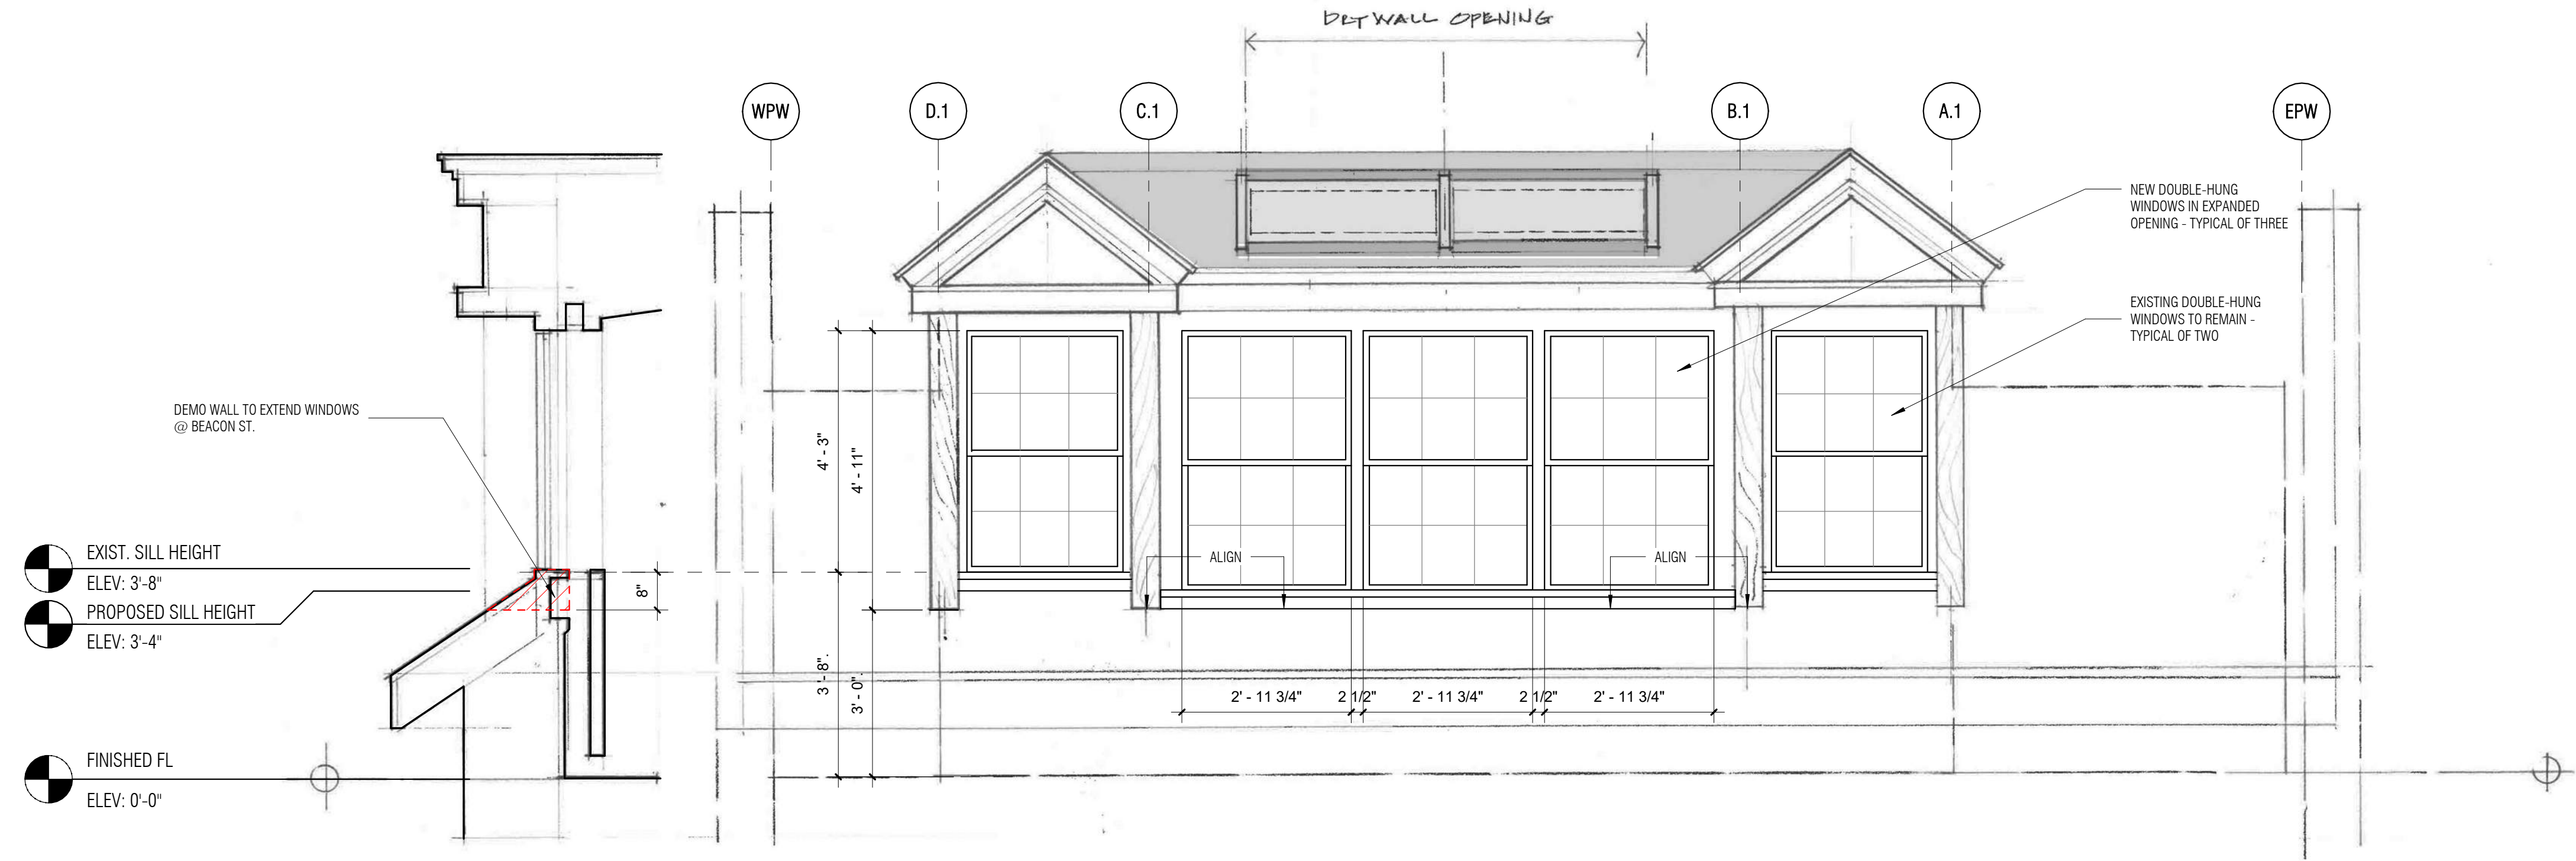 DRYWALL OPENING
WPW
D.1
C.1
B.1
A.1
EPW
NEW DOUBLE-HUNG
WINDOWS IN EXPANDED
OPENING - TYPICAL OF THREE
EXISTING DOUBLE-HUNG
WINDOWS TO REMAIN -
TYPICAL OF TWO
DEMO WALL TO EXTEND WINDOWS
@ BEACON ST.
4' - 3"
4' - 11"
EXIST. SILL HEIGHT
ELEV: 3'-8"
PROPOSED SILL HEIGHT
ELEV: 3'-4"
8"
ALIGN
ALIGN
3' - 8"
3' - 0"
2' - 11 3/4"
2 1/2"
2' - 11 3/4"
2 1/2"
2' - 11 3/4"
FINISHED FL
ELEV: 0'-0"